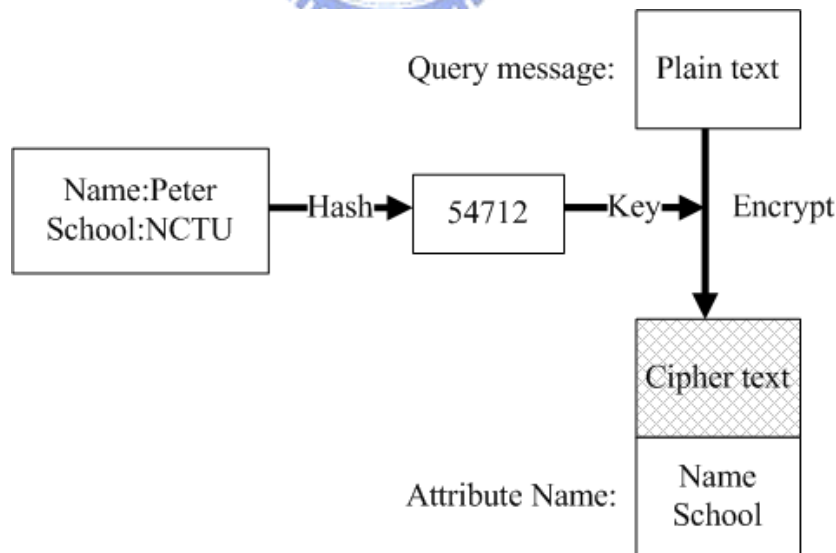 Query message:
Plain text
Name:Peter
School:NCTU
Hash
54712
Key
Encrypt
Cipher text
Attribute Name:
Name
School